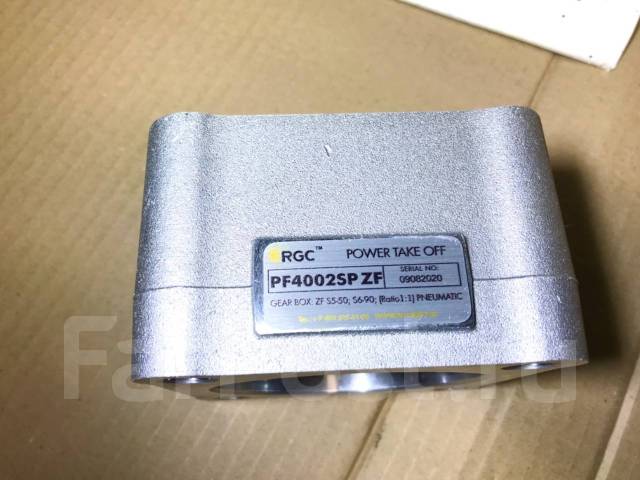 RGC™ POWER TAKE OFF
PF4002SP ZF
SERIAL NO:
09082020
GEAR BOX: ZF S5-50; S6-90; [Ratio1:1] PNEUMATIC